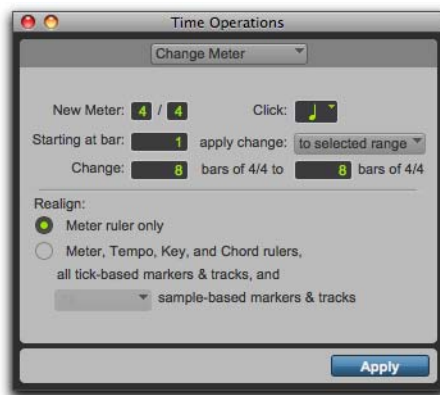 Time Operations
Change Meter
New Meter: 4 / 4 Click:
Starting at bar: 1 apply change: to selected range
Change: 8 bars of 4/4 to 8 bars of 4/4
Realign:
Meter ruler only
Meter, Tempo, Key, and Chord rulers,
all tick-based markers & tracks, and
sample-based markers & tracks
Apply